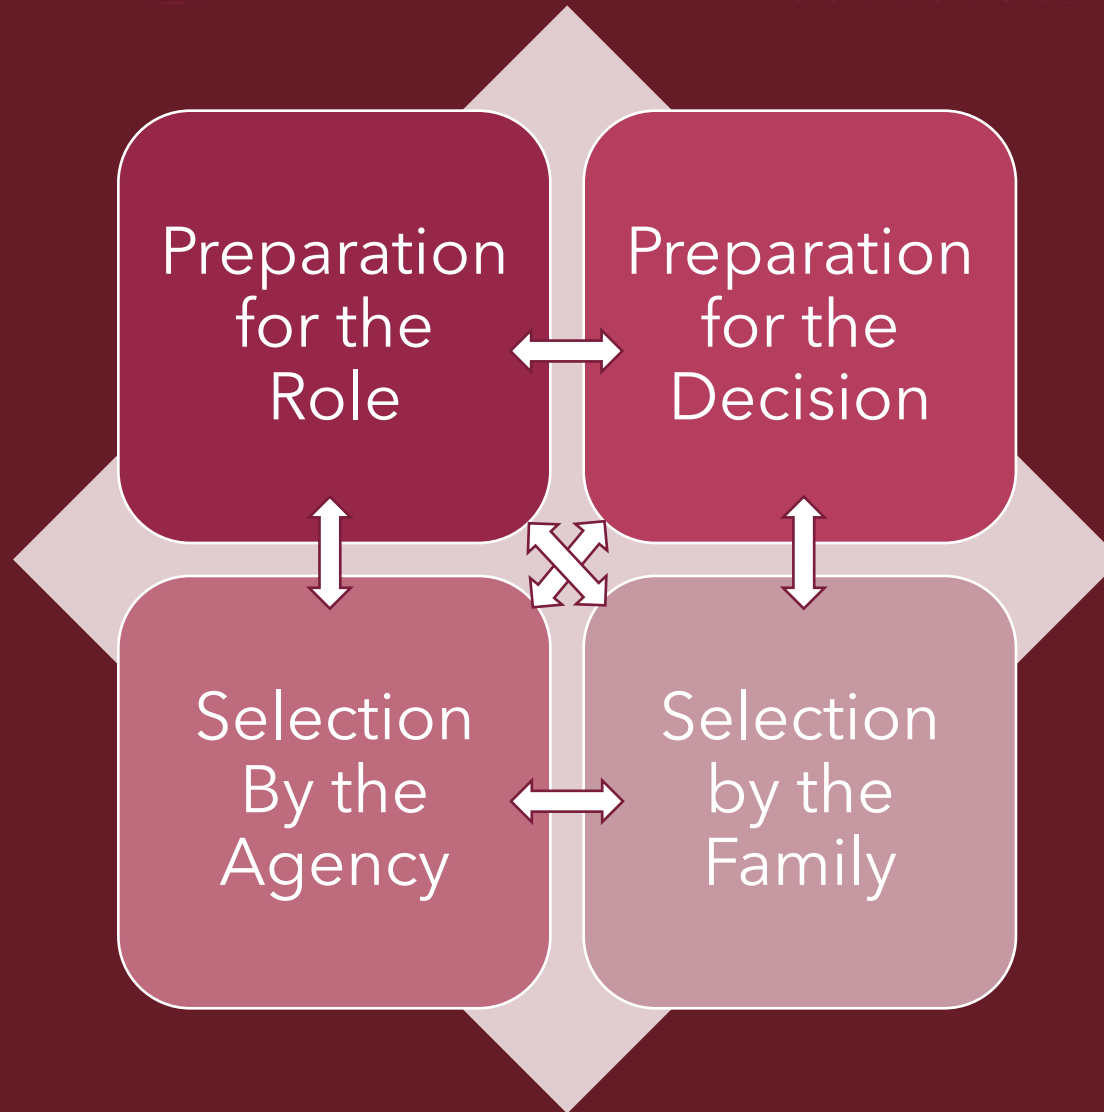 Preparation
for the
Role
Preparation
for the
Decision
Selection
By the
Agency
Selection
by the
Family